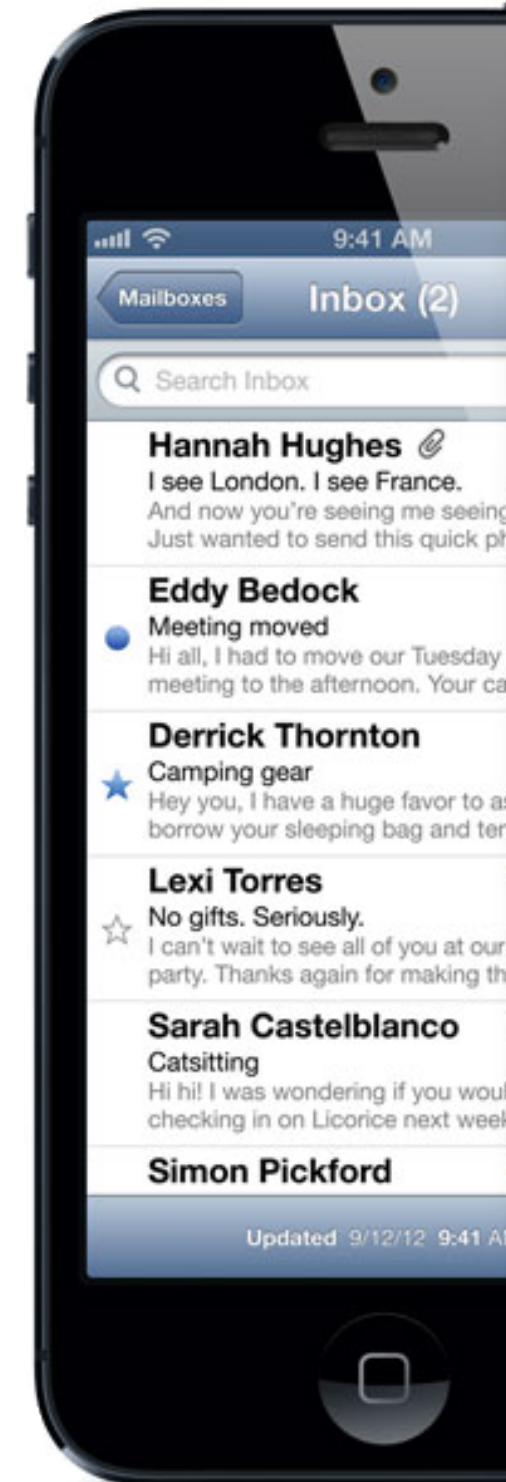 9:41 AM
Mailboxes
Inbox (2)
Search Inbox
Hannah Hughes
I see London. I see France.
And now you're seeing me seeing
Just wanted to send this quick
Eddy Bedock
Meeting moved
Hi all, I had to move our Tuesday
meeting to the afternoon. Your
Derrick Thornton
Camping gear
Hey you, I have a huge favor to
borrow your sleeping bag and
Lexi Torres
No gifts. Seriously.
I can't wait to see all of you at our
party. Thanks again for making
Sarah Castelblanco
Catsitting
Hi hi! I was wondering if you
checking in on Licorice next
Simon Pickford
Updated 9/12/12 9:41 AM